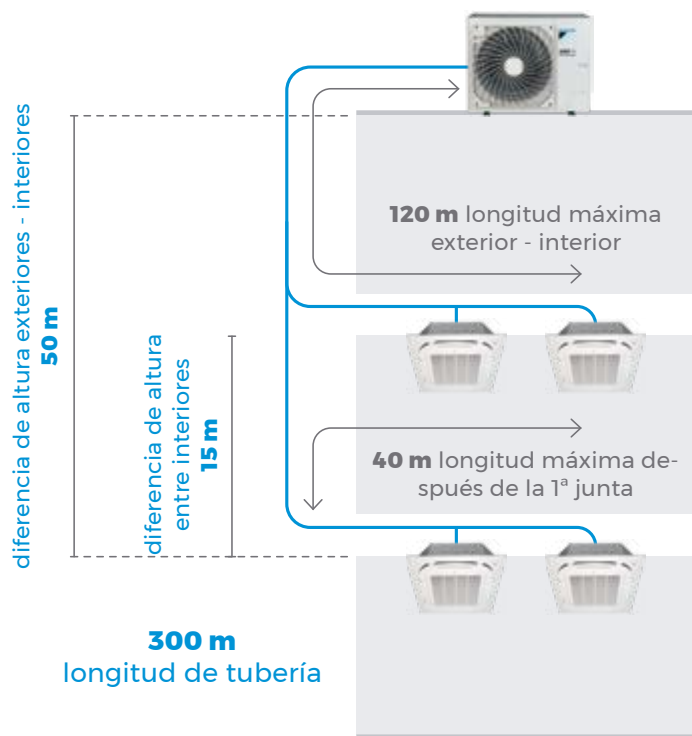 diferencia de altura exteriores - interiores
50 m
120 m longitud máxima
exterior - interior
diferencia de altura
entre interiores
15 m
40 m longitud máxima de-
spués de la 1ª junta
300 m
longitud de tubería